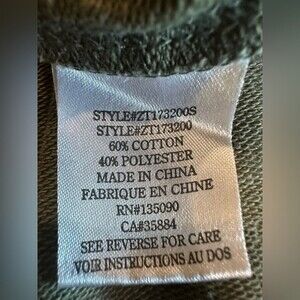 STYLE#ZT173200S
STYLE#ZT173200
60% COTTON
40% POLYESTER
MADE IN CHINA
FABRIQUE EN CHINE
RN#135090
CA#35884
SEE REVERSE FOR CARE
VOIR INSTRUCTIONS AU DOS